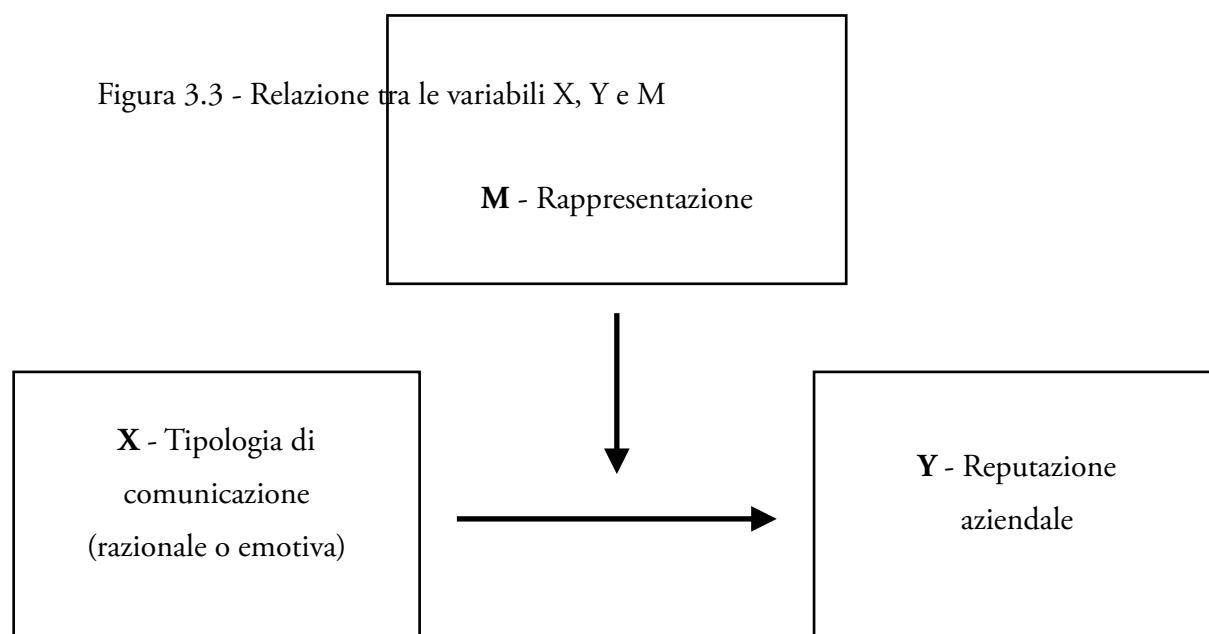 Figura 3.3 - Relazione tra le variabili X, Y e M
M - Rappresentazione
X - Tipologia di
comunicazione
(razionale o emotiva)
Y - Reputazione
aziendale